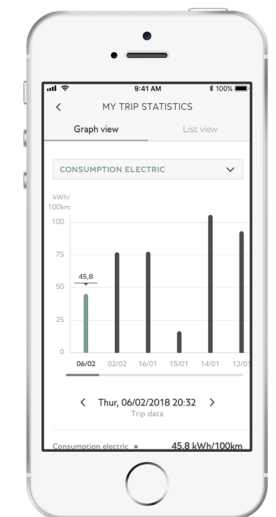 9:41 AM 100%
MY TRIP STATISTICS
Graph view List view
CONSUMPTION ELECTRIC
kWh/
100km
100
75
50
25
0
45,8
06/02 02/02 16/01 15/01 14/01 12/01
Thur, 06/02/2018 20:32
Trip data
Consumption electric 45.8 kWh/100km